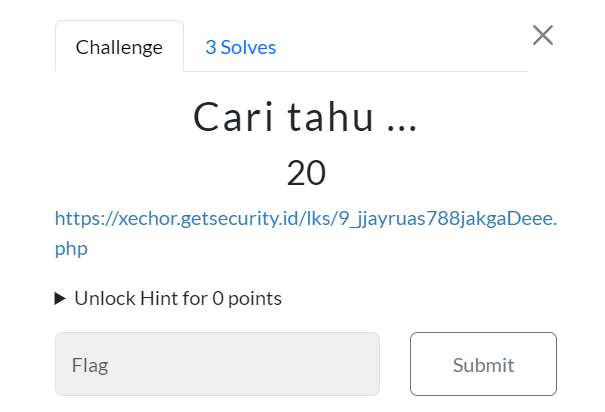 Challenge
3 Solves
Cari tahu ...
20
https://xechor.getsecurity.id/lks/9_jjayruas788jakgaDeee.
php
Unlock Hint for 0 points
Flag
Submit